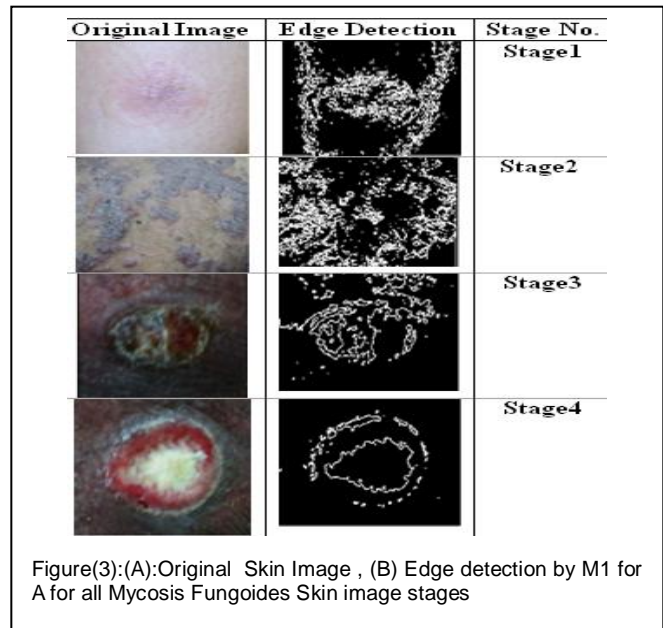 Original Image Edge Detection Stage No.
Stage1
Stage2
Stage3
Stage4
Figure(3):(A):Original Skin Image , (B) Edge detection by M1 for
A for all Mycosis Fungoides Skin image stages